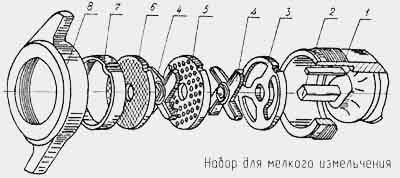 8 7 6 4 5 4 3 2 1
Набор для мелкого измельчения